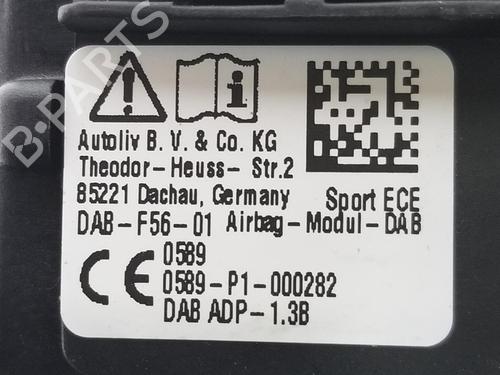 B-PARTS
Autoliv B. V. & Co. KG
Theodor-Heuss- Str.2
85221 Dachau, Germany Sport ECE
DAB-F56-01 Airbag-Modul-DAB
CE 0589
0589-P1-000282
DAB ADP-1.3B